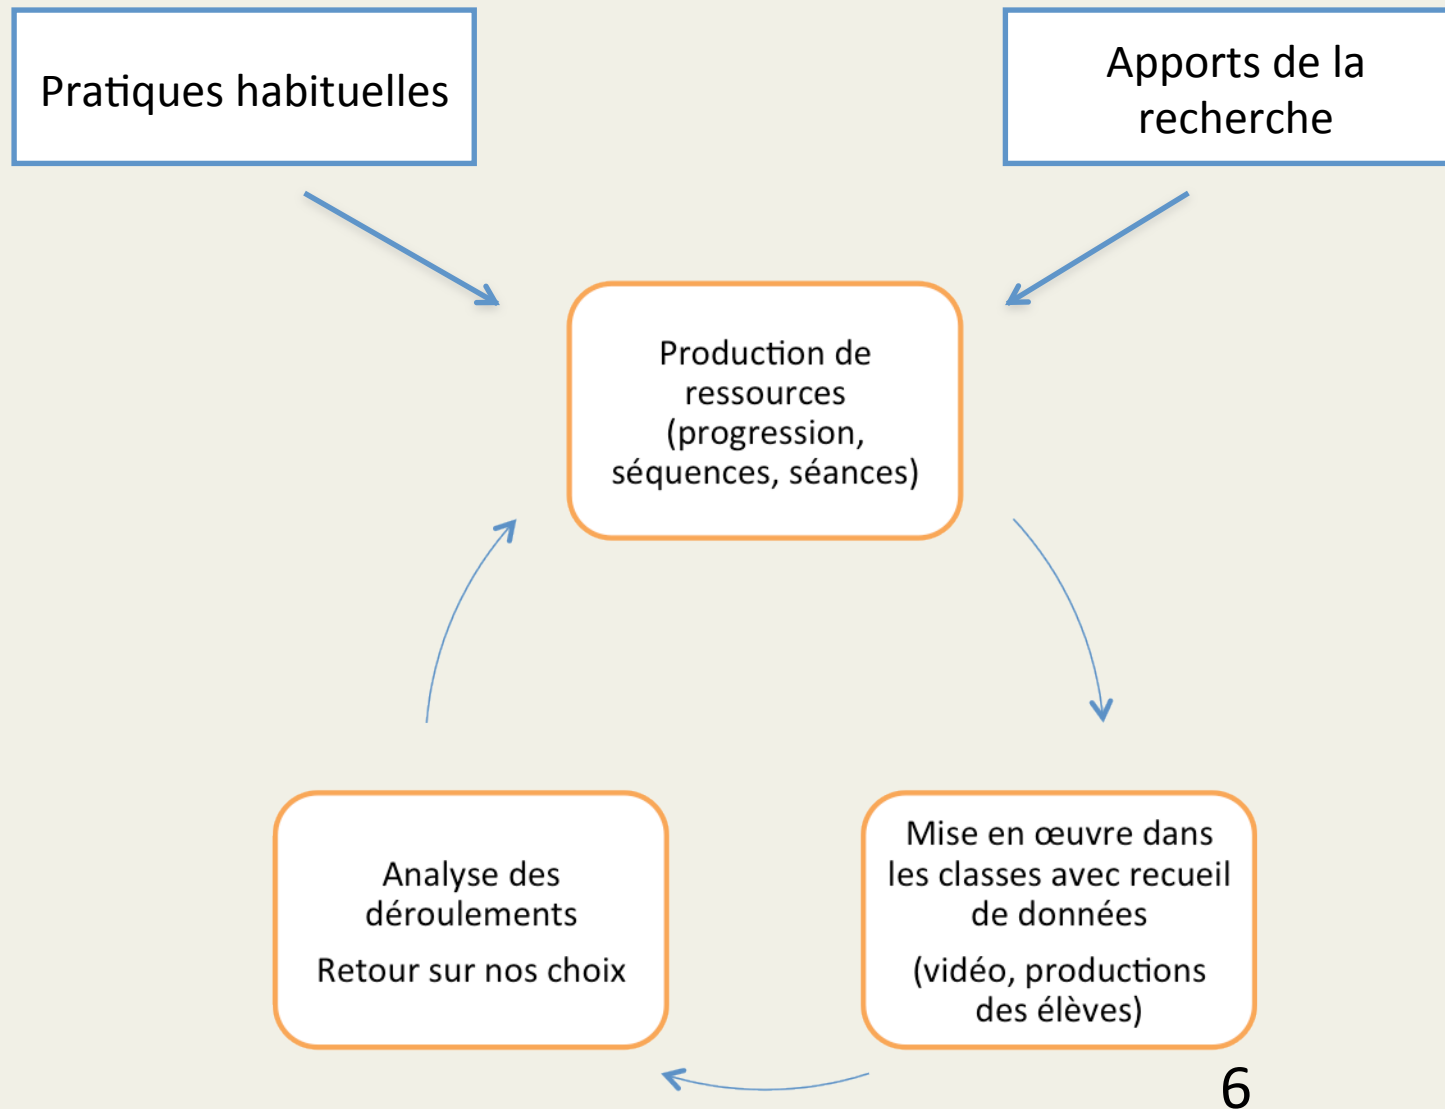 Pratiques habituelles
Apports de la
recherche
Production de
ressources
(progression,
séquences, séances)
Analyse des
déroulements
Retour sur nos choix
Mise en œuvre dans
les classes avec recueil
de données
(vidéo, productions
des élèves)
6